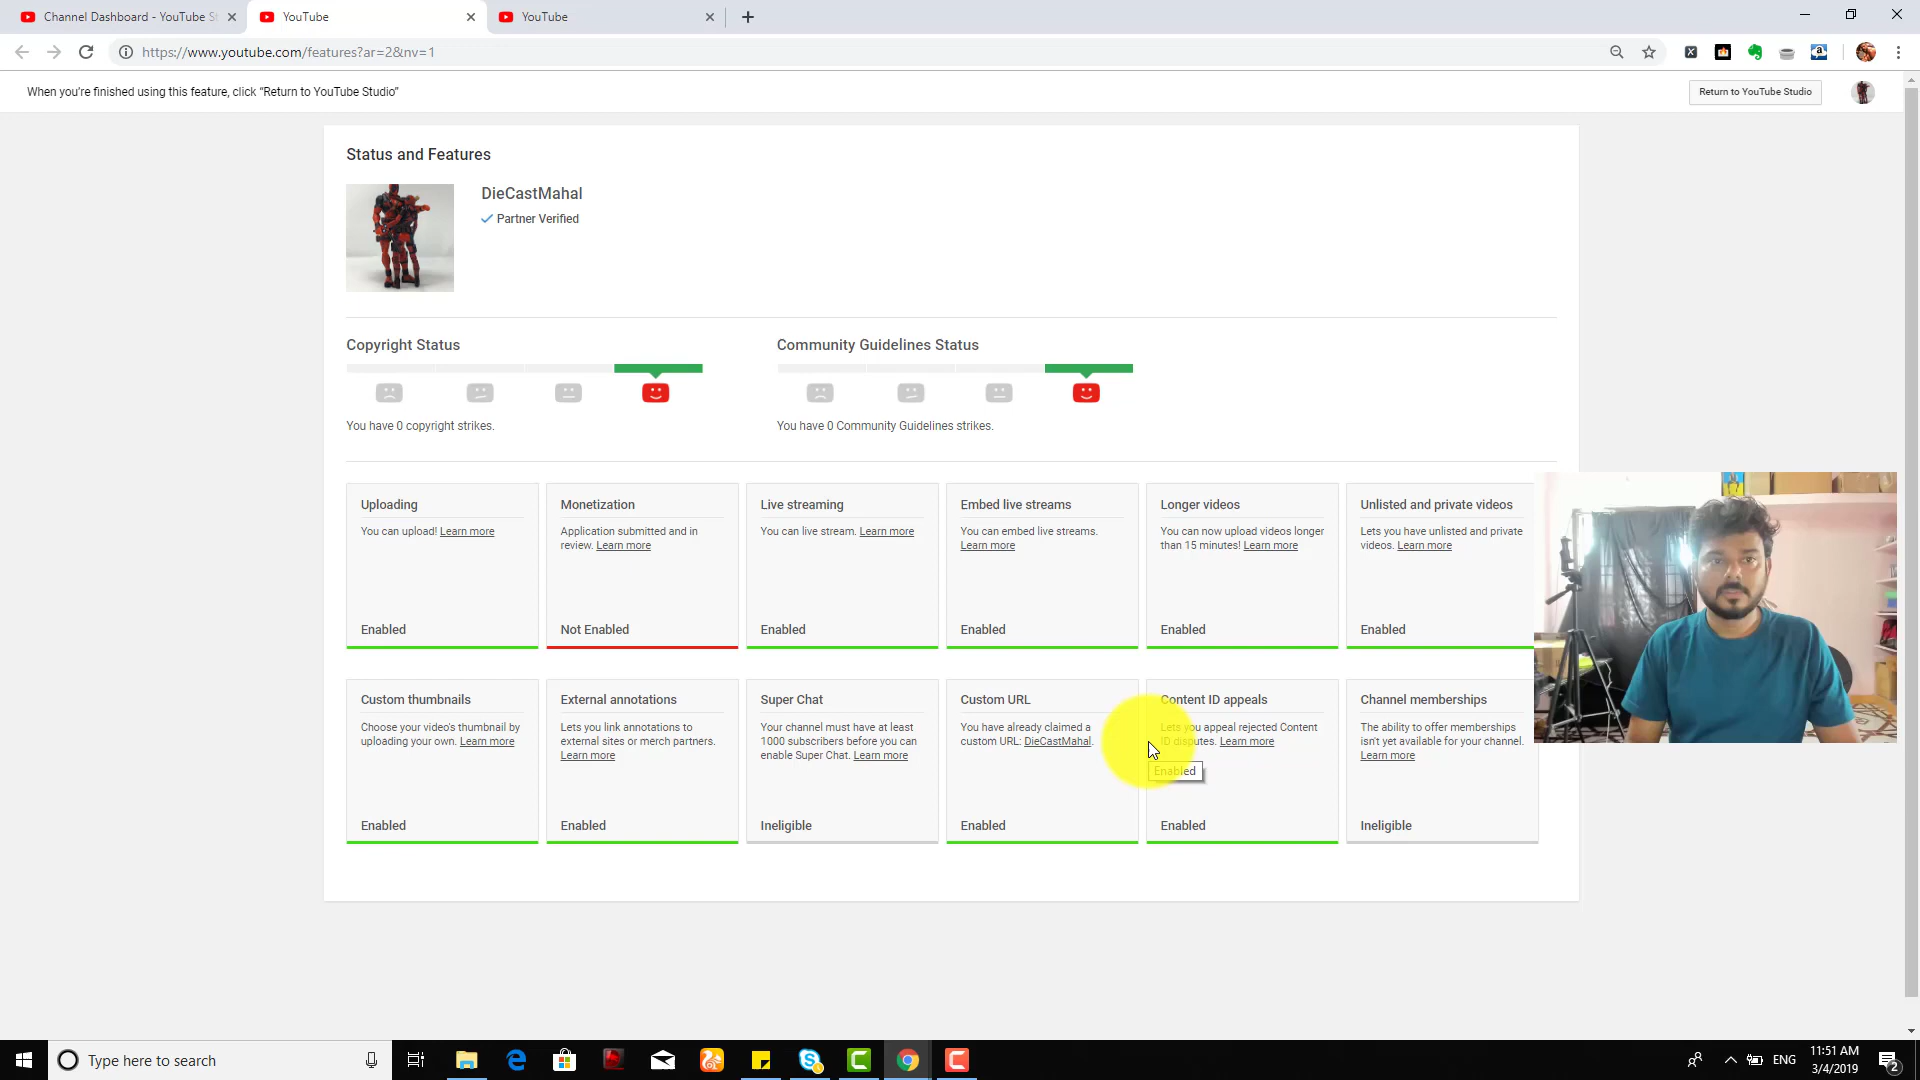 Channel Dashboard - YouTube St
YouTube
YouTube
https://www.youtube.com/features?ar=2&nv=1
When you're finished using this feature, click “Return to YouTube Studio”
Return to YouTube Studio
Status and Features
DieCastMahal
Partner Verified
Copyright Status
You have 0 copyright strikes.
Community Guidelines Status
You have 0 Community Guidelines strikes.
Uploading
You can upload! Learn more
Enabled
Monetization
Application submitted and in
review. Learn more
Not Enabled
Live streaming
You can live stream. Learn more
Enabled
Embed live streams
You can embed live streams.
Learn more
Enabled
Longer videos
You can now upload videos longer
than 15 minutes! Learn more
Enabled
Unlisted and private videos
Lets you have unlisted and private
videos. Learn more
Enabled
Custom thumbnails
Choose your video's thumbnail by
uploading your own. Learn more
Enabled
External annotations
Lets you link annotations to
external sites or merch partners.
Learn more
Enabled
Super Chat
Your channel must have at least
1000 subscribers before you can
enable Super Chat. Learn more
Ineligible
Custom URL
You have already claimed a
custom URL: DieCastMahal.
Enabled
Content ID appeals
Lets you appeal rejected Content
ID disputes. Learn more
Enabled
Enabled
Channel memberships
The ability to offer memberships
isn't yet available for your channel.
Learn more
Ineligible
Type here to search
ENG
11:51 AM
3/4/2019
2